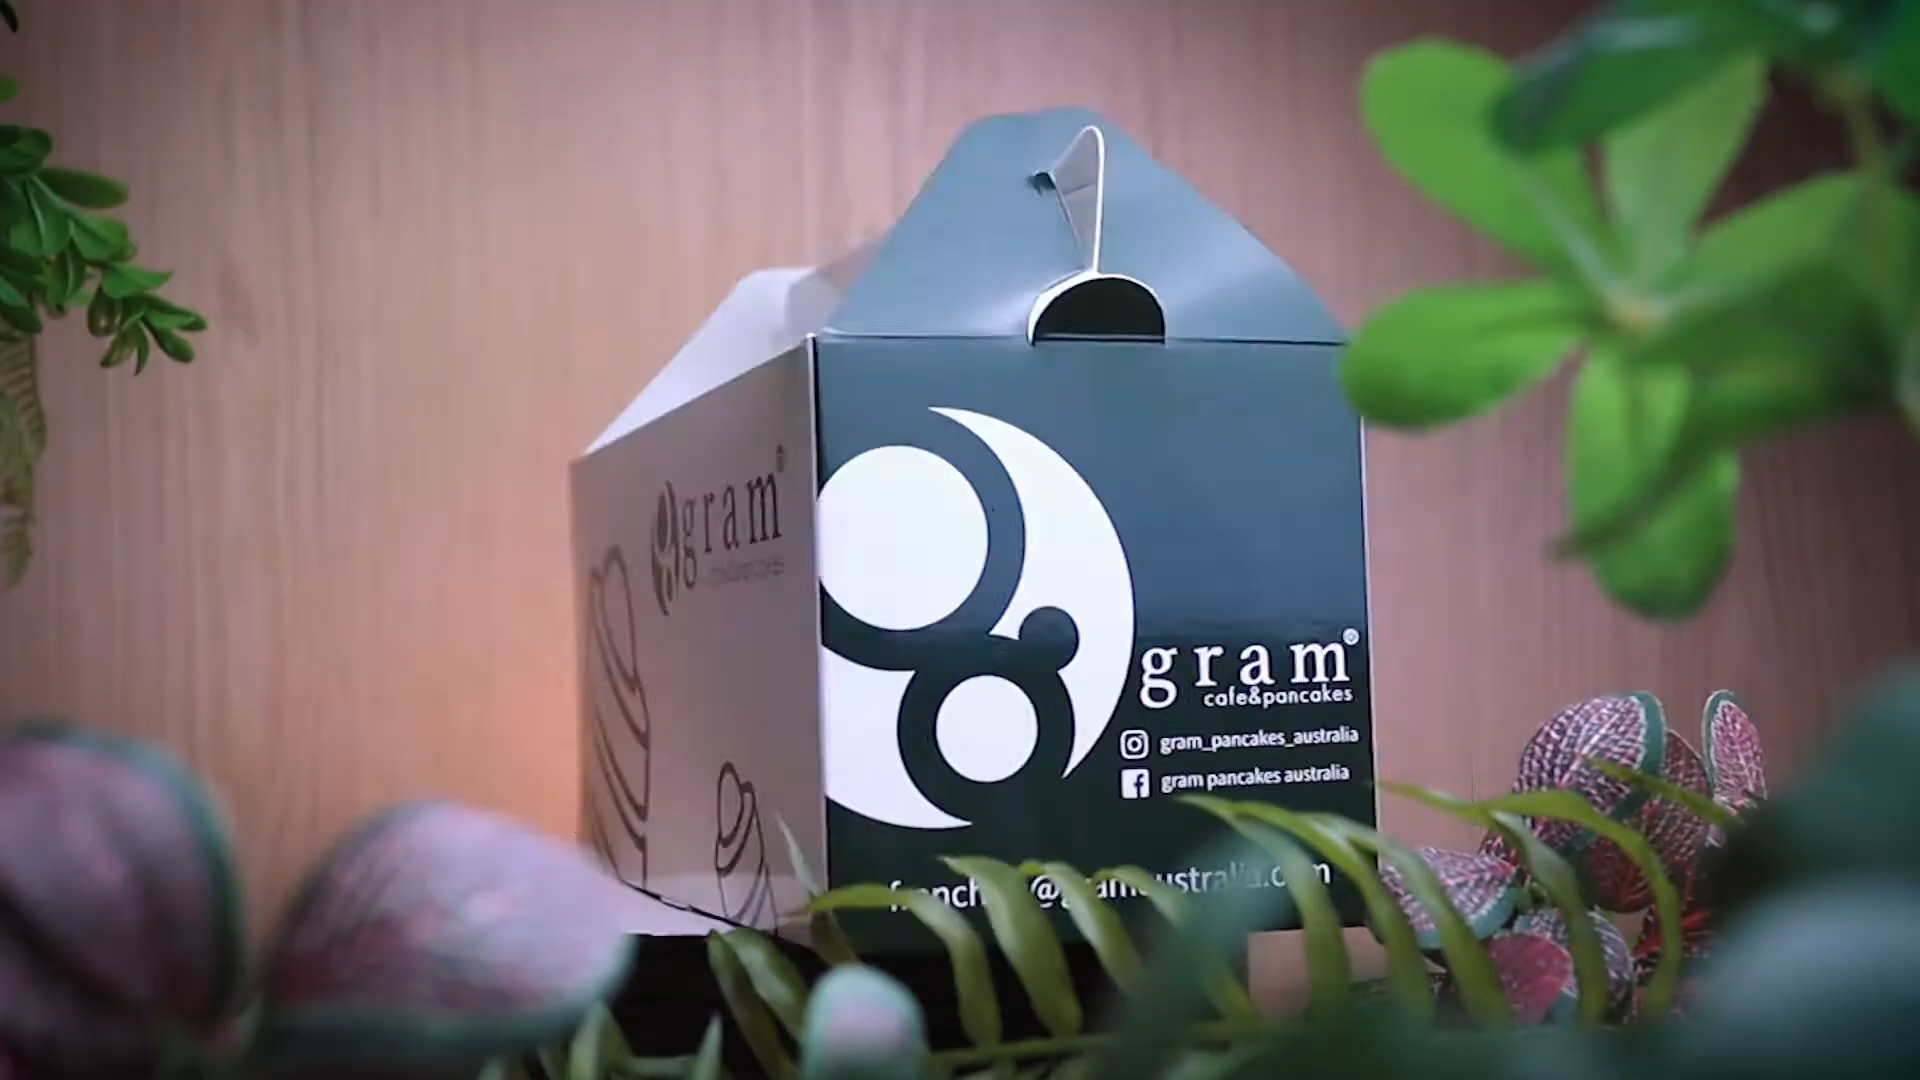 gram
gram
cafe&pancakes
gram_pancakes_australia
gram pancakes australia